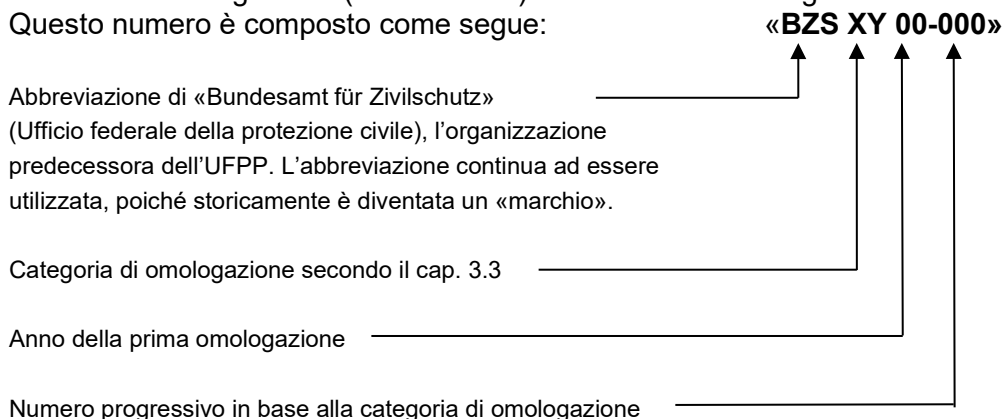 Questo numero è composto come segue: «BZS XY 00-000»
Abbreviazione di «Bundesamt für Zivilschutz»
(Ufficio federale della protezione civile), l'organizzazione
predecessora dell'UFPP. L'abbreviazione continua ad essere
utilizzata, poiché storicamente è diventata un «marchio».
Categoria di omologazione secondo il cap. 3.3
Anno della prima omologazione
Numero progressivo in base alla categoria di omologazione